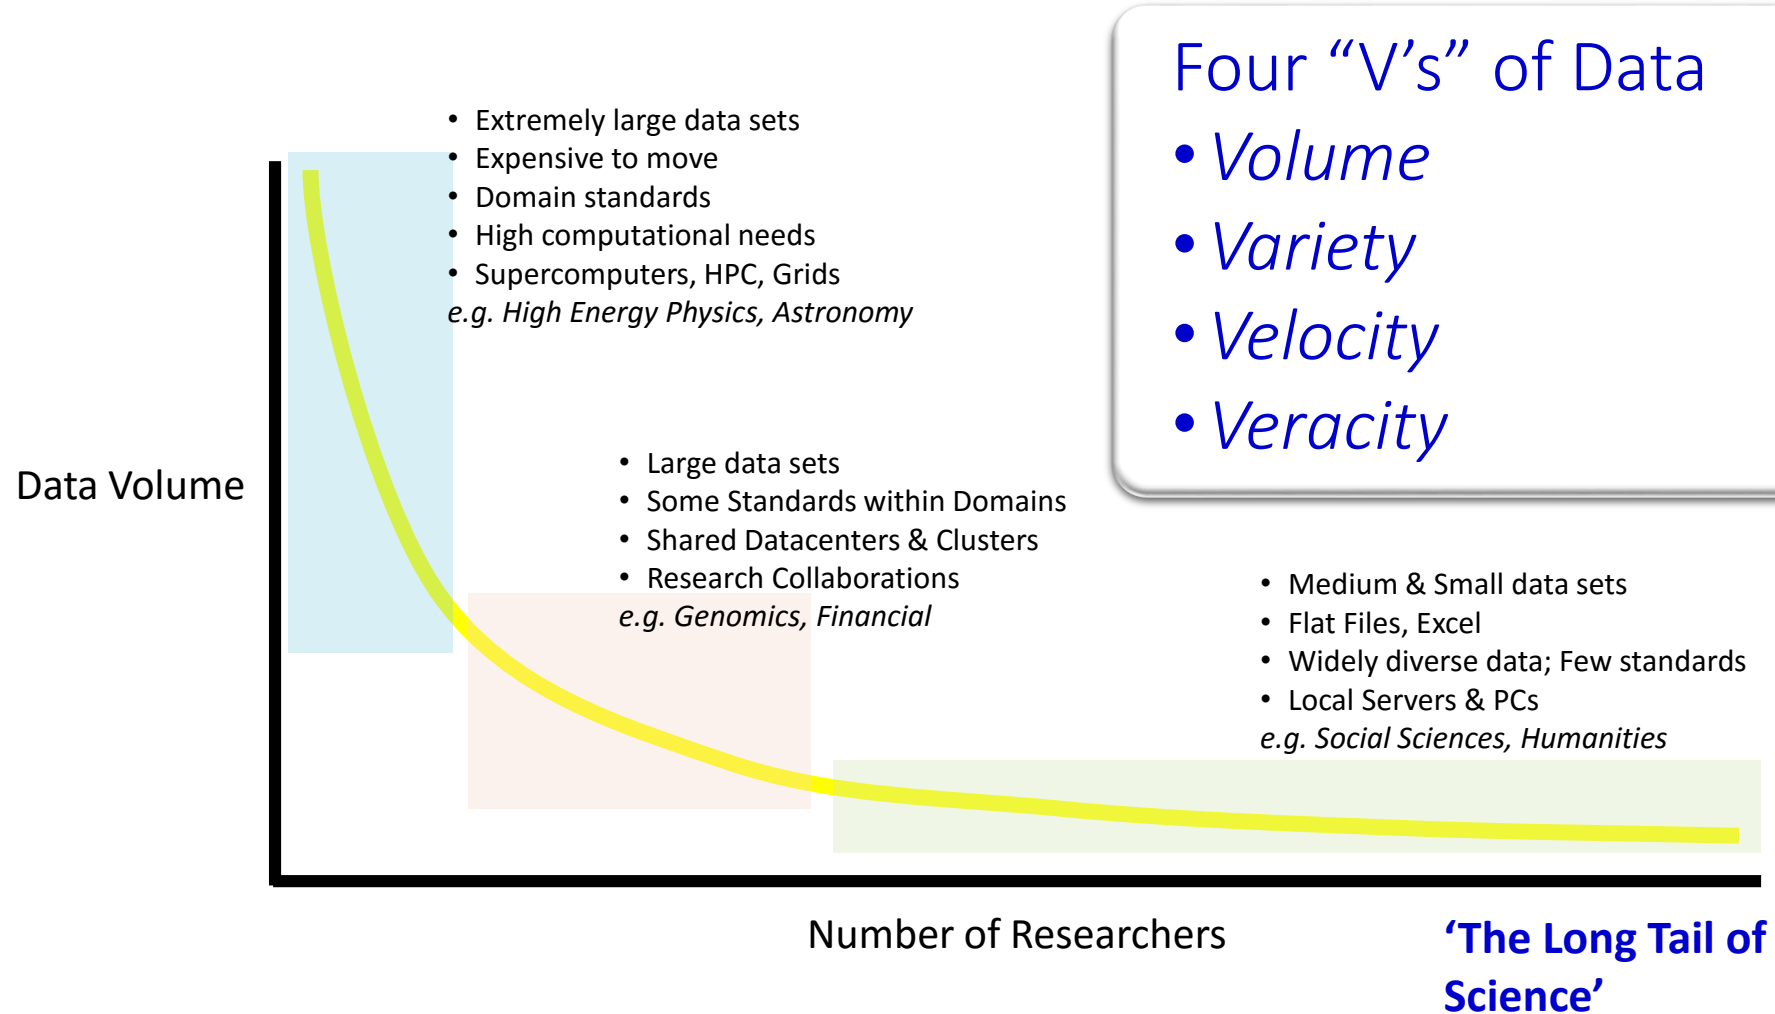 Four “V’s” of Data
• Volume
• Variety
• Velocity
• Veracity
• Extremely large data sets
• Expensive to move
• Domain standards
• High computational needs
• Supercomputers, HPC, Grids
e.g. High Energy Physics, Astronomy
Data Volume
• Large data sets
• Some Standards within Domains
• Shared Datacenters & Clusters
• Research Collaborations
e.g. Genomics, Financial
• Medium & Small data sets
• Flat Files, Excel
• Widely diverse data; Few standards
• Local Servers & PCs
e.g. Social Sciences, Humanities
Number of Researchers
‘The Long Tail of
Science’